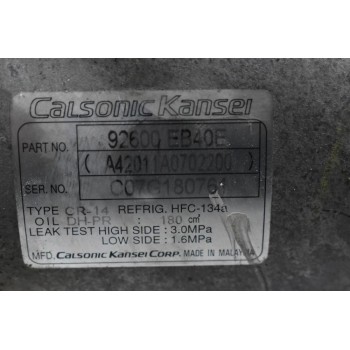 Calsonic Kansei
PART NO. 92600 EB40E
(A42011A0702200)
SER. NO. C07G180761
TYPE CR-14 REFRIG. HFC-134a
OIL DH-PR : 180 cm³
LEAK TEST HIGH SIDE : 3.0MPa
LOW SIDE : 1.6MPa
MFD. CALSONIC KANSEI CORP. MADE IN MALAYSIA